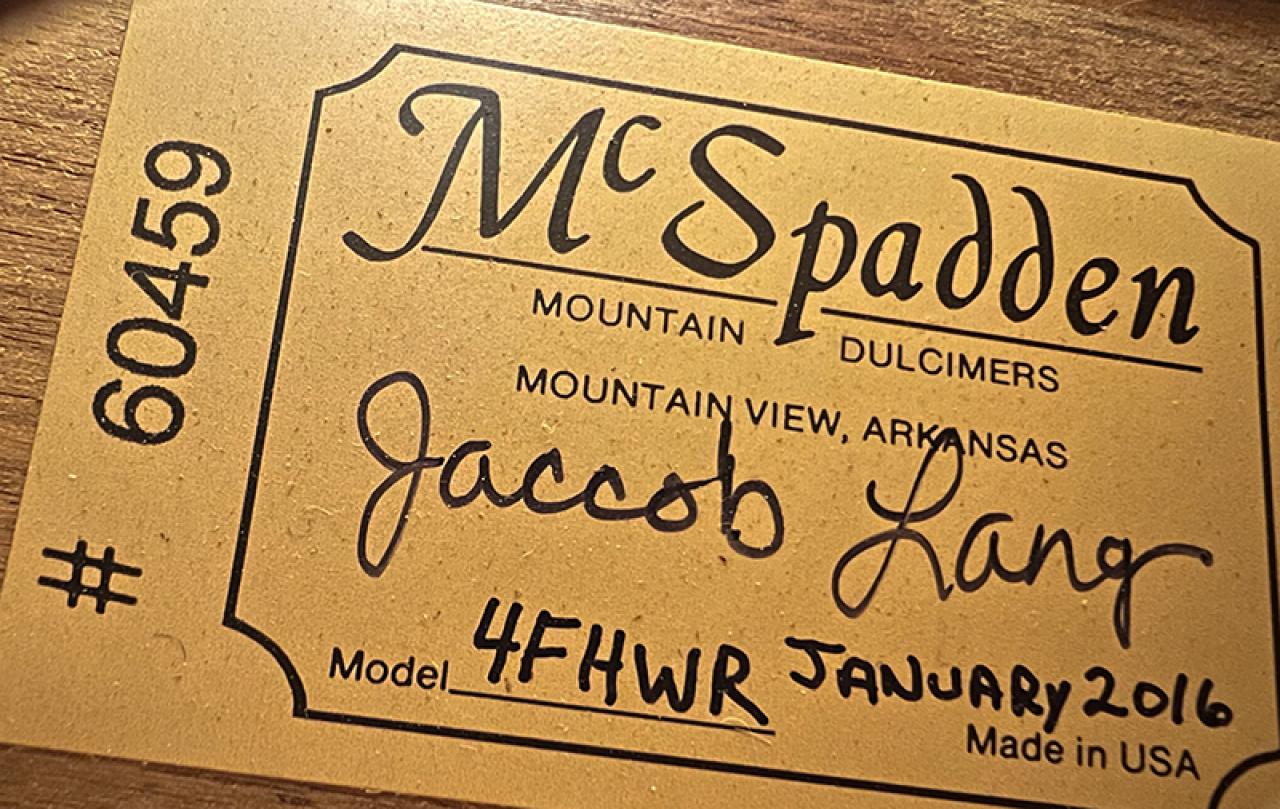 # 60459
McSpadden
MOUNTAIN DULCIMERS
MOUNTAIN VIEW, ARKANSAS
Jaccob Lang
Model 4FHWR JANUARY 2016
Made in USA